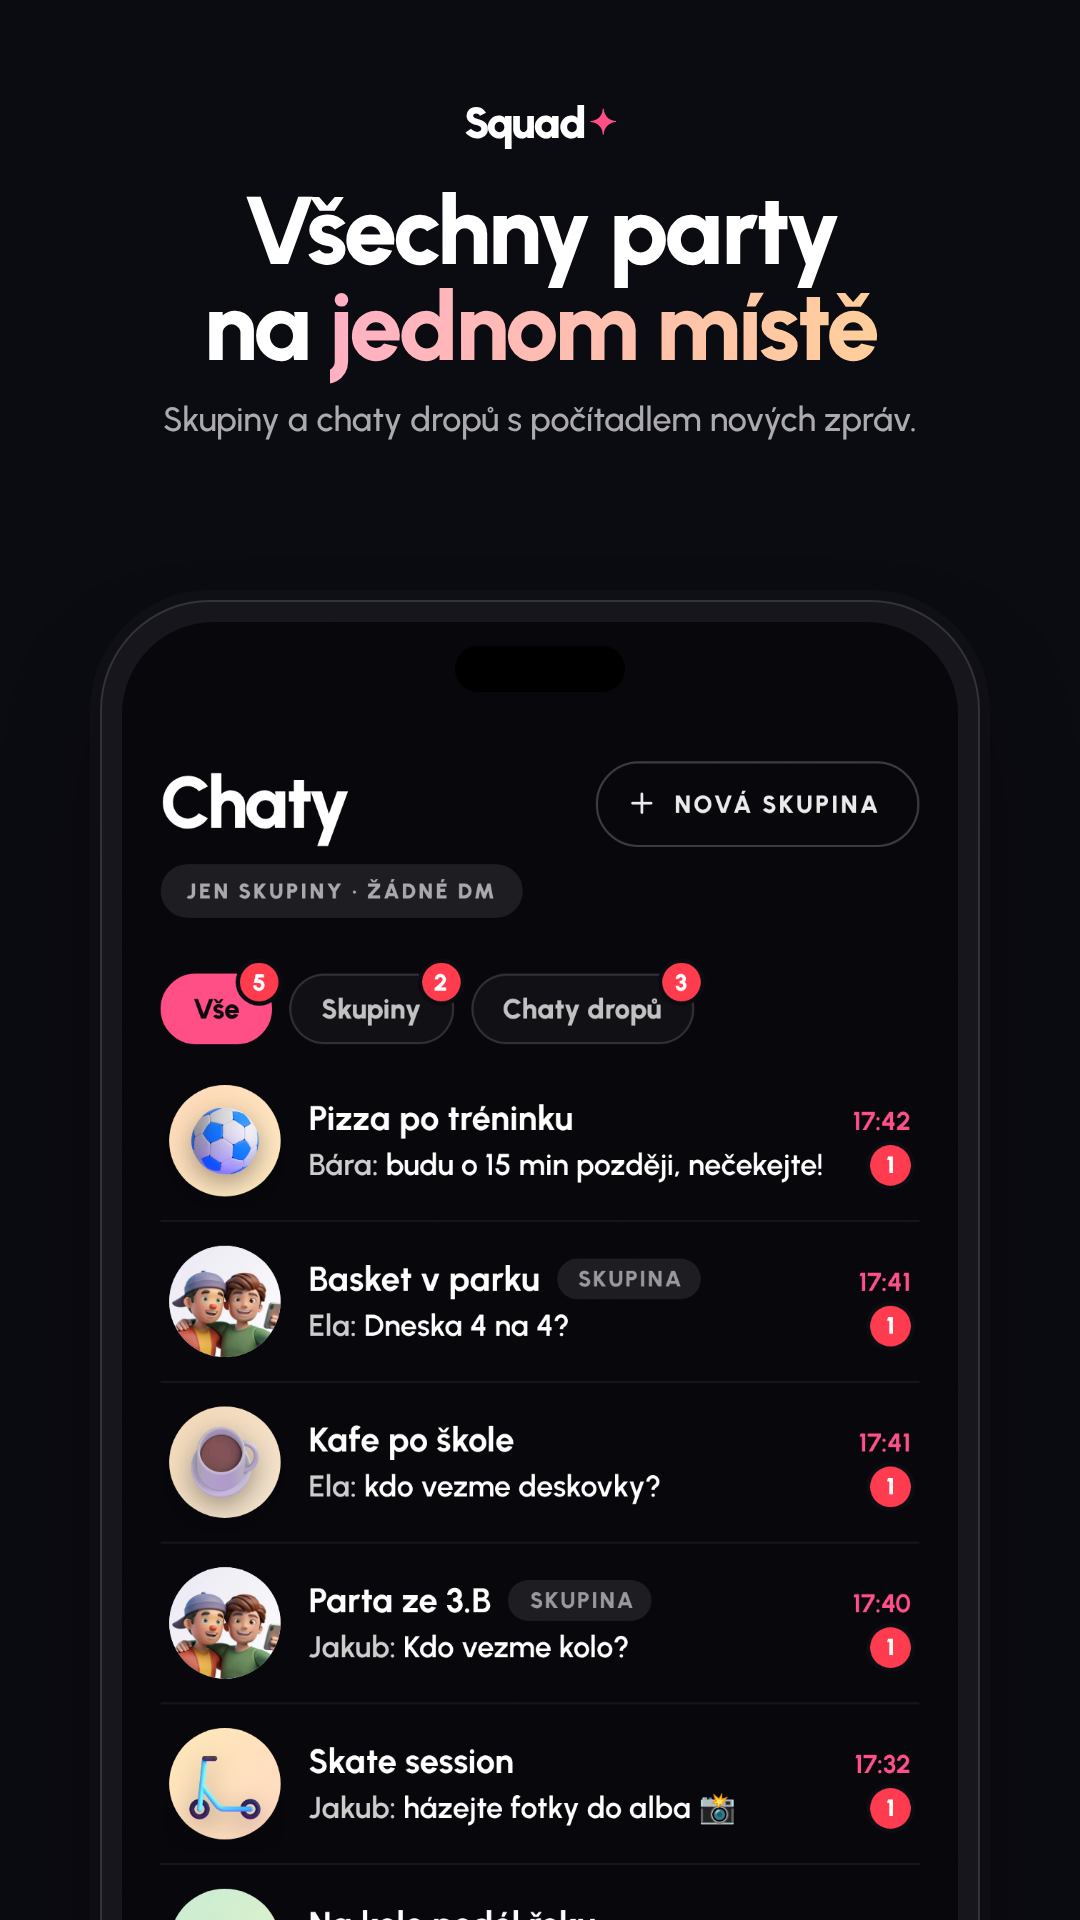 Squad
Všechny party
na jednom místě
Skupiny a chaty dropů s počítadlem nových zpráv.
Chaty
+ NOVÁ SKUPINA
JEN SKUPINY · ŽÁDNÉ DM
Vše 5
Skupiny 2
Chaty dropů 3
Pizza po tréninku 17:42
Bára: budu o 15 min později, nečekejte! 1
Basket v parku SKUPINA 17:41
Ela: Dneska 4 na 4? 1
Kafe po škole 17:41
Ela: kdo vezme deskovky? 1
Parta ze 3.B SKUPINA 17:40
Jakub: Kdo vezme kolo? 1
Skate session 17:32
Jakub: házejte fotky do alba 📸 1
Na kole podél řeky